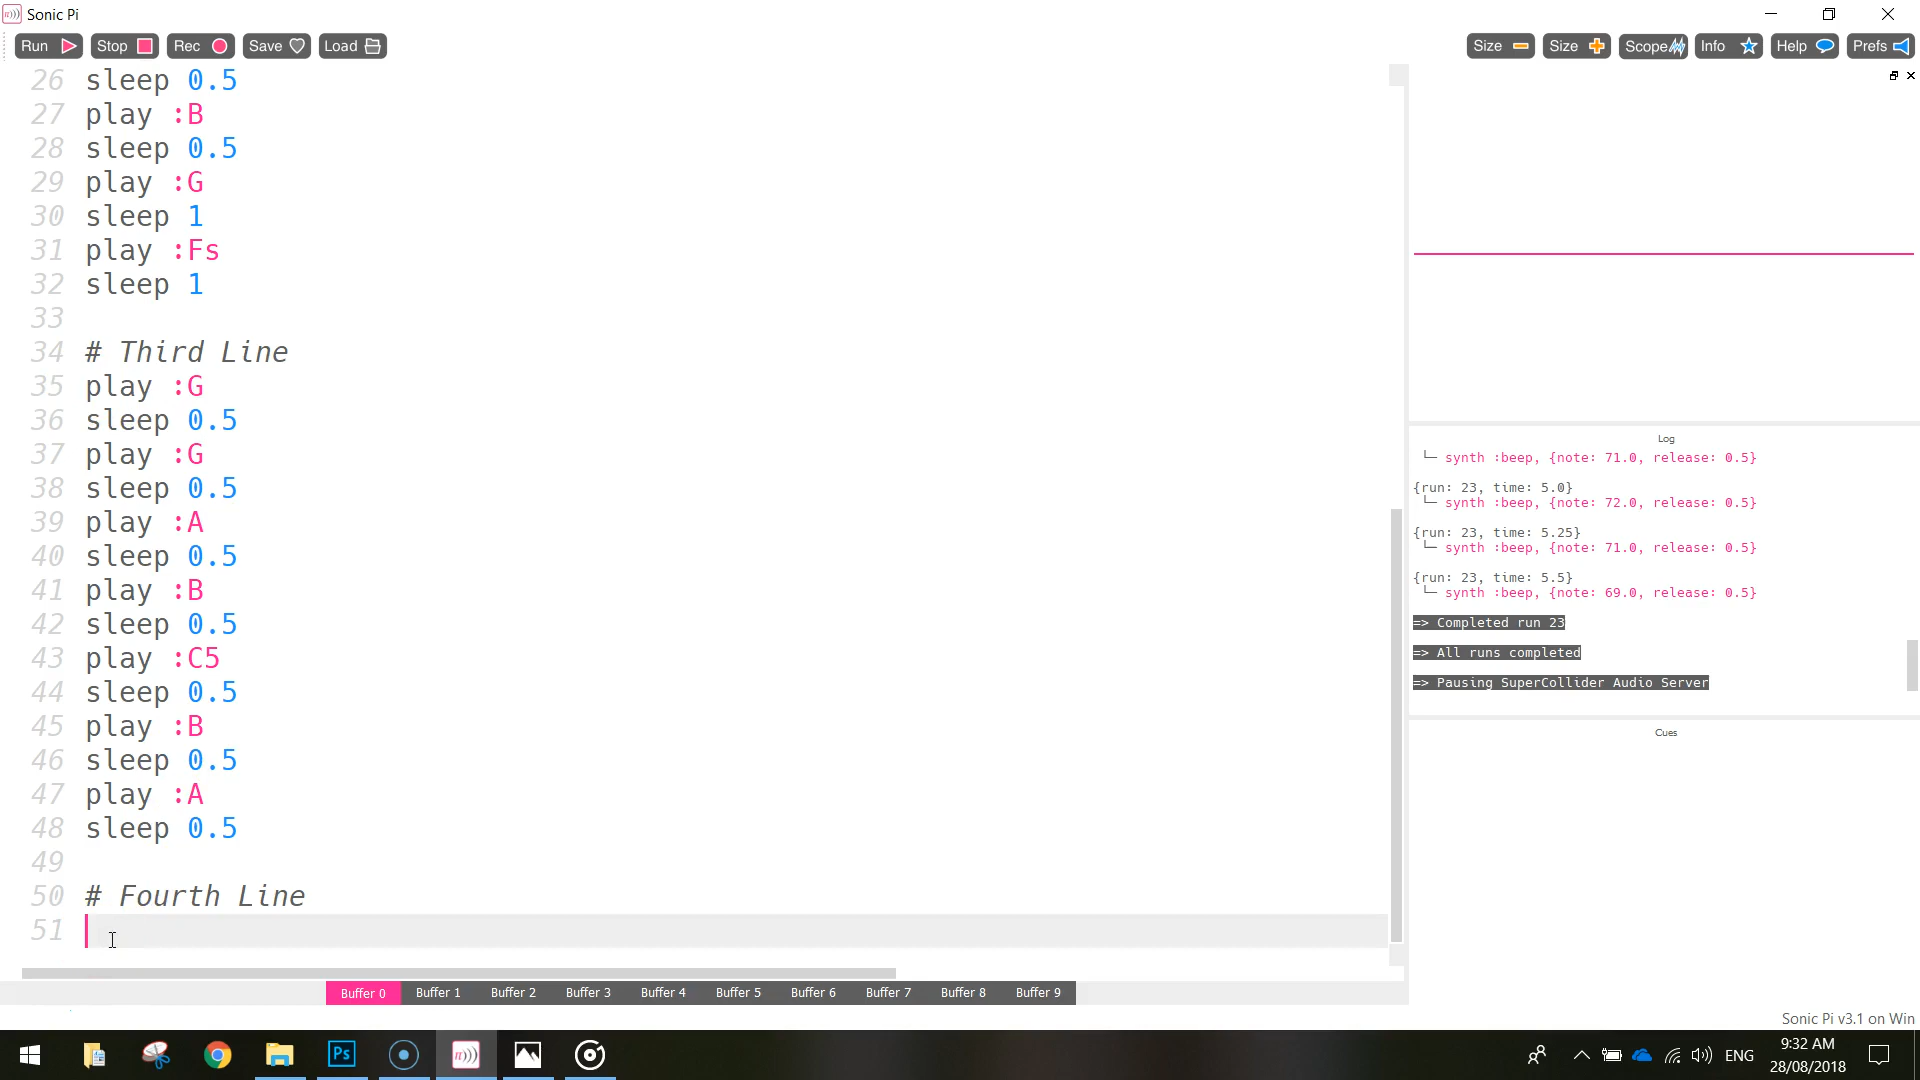 Sonic Pi
Run Stop Rec Save Load Size Size Scope Info Help Prefs
26 sleep 0.5
27 play :B
28 sleep 0.5
29 play :G
30 sleep 1
31 play :Fs
32 sleep 1
33
34 # Third Line
35 play :G
36 sleep 0.5
37 play :G
38 sleep 0.5
39 play :A
40 sleep 0.5
41 play :B
42 sleep 0.5
43 play :C5
44 sleep 0.5
45 play :B
46 sleep 0.5
47 play :A
48 sleep 0.5
49
50 # Fourth Line
51
Buffer 0 Buffer 1 Buffer 2 Buffer 3 Buffer 4 Buffer 5 Buffer 6 Buffer 7 Buffer 8 Buffer 9
Log
└─ synth :beep, {note: 71.0, release: 0.5}
{run: 23, time: 5.0}
└─ synth :beep, {note: 72.0, release: 0.5}
{run: 23, time: 5.25}
└─ synth :beep, {note: 71.0, release: 0.5}
{run: 23, time: 5.5}
└─ synth :beep, {note: 69.0, release: 0.5}
=> Completed run 23
=> All runs completed
=> Pausing SuperCollider Audio Server
Cues
Sonic Pi v3.1 on Win
Ps
ENG
9:32 AM
28/08/2018